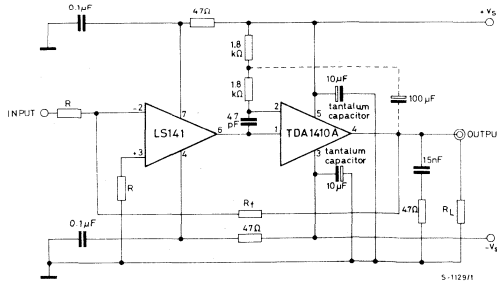 0.1µF
47Ω
+Vs
1.8
kΩ
1.8
kΩ
10µF
tantalum
capacitor
100µF
INPUT
R
-2
7
LS141
6
+3
4
47
pF
2
5
TDA1410A
4
1
3
OUTPU
tantalum
capacitor
10µF
15nF
47Ω
RL
R
Rf
0.1µF
47Ω
-Vs
S-1129/1